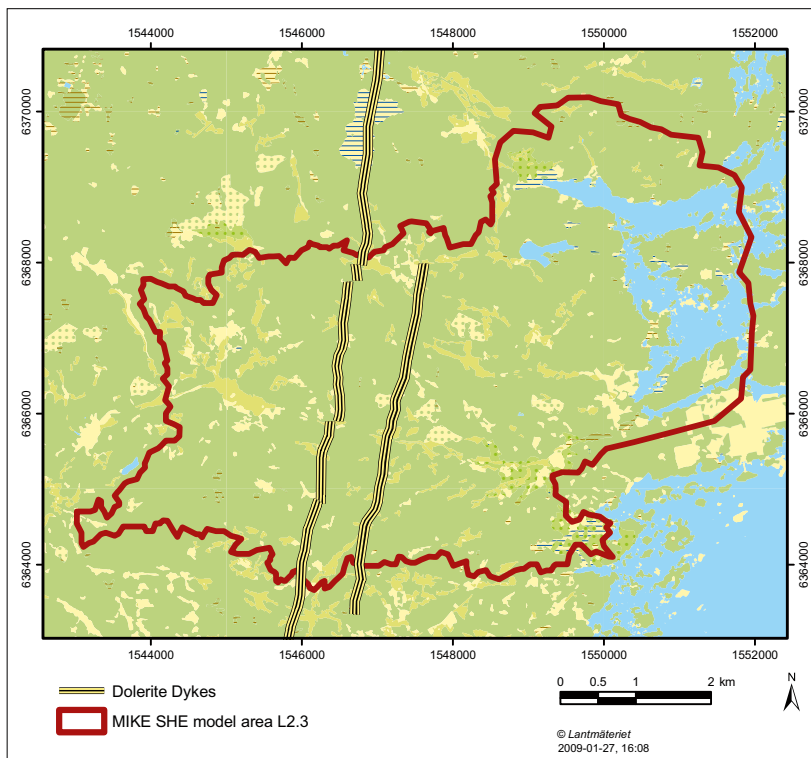 1544000 1546000 1548000 1550000 1552000
6370000
6370000
6368000
6368000
6366000
6366000
6364000
6364000
1544000 1546000 1548000 1550000 1552000
Dolerite Dykes
MIKE SHE model area L2.3
0 0.5 1 2 km
N
© Lantmäteriet
2009-01-27, 16:08